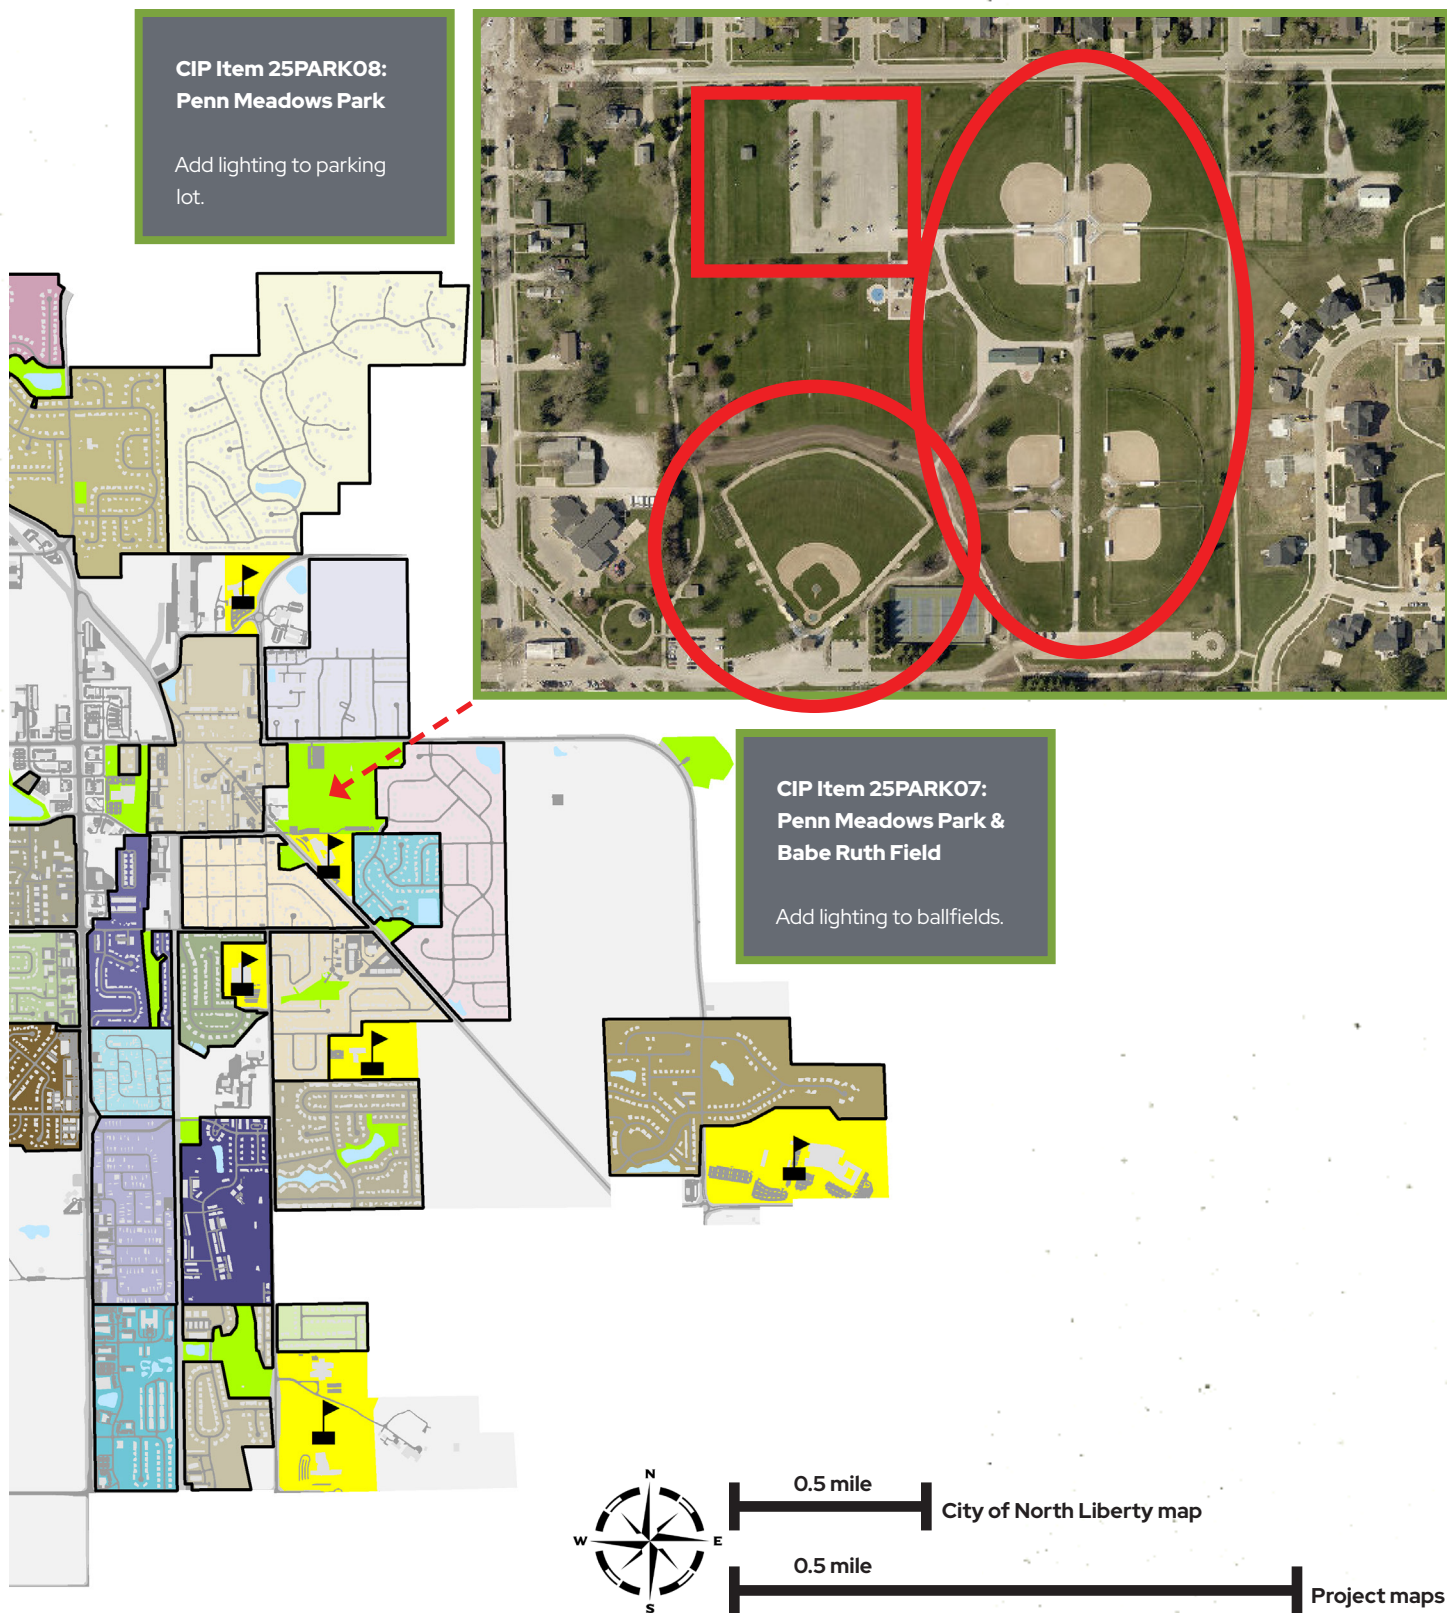 CIP Item 25PARK08:
Penn Meadows Park
Add lighting to parking
lot.
CIP Item 25PARK07:
Penn Meadows Park &
Babe Ruth Field
Add lighting to ballfields.
N
W
E
S
0.5 mile
City of North Liberty map
0.5 mile
Project maps